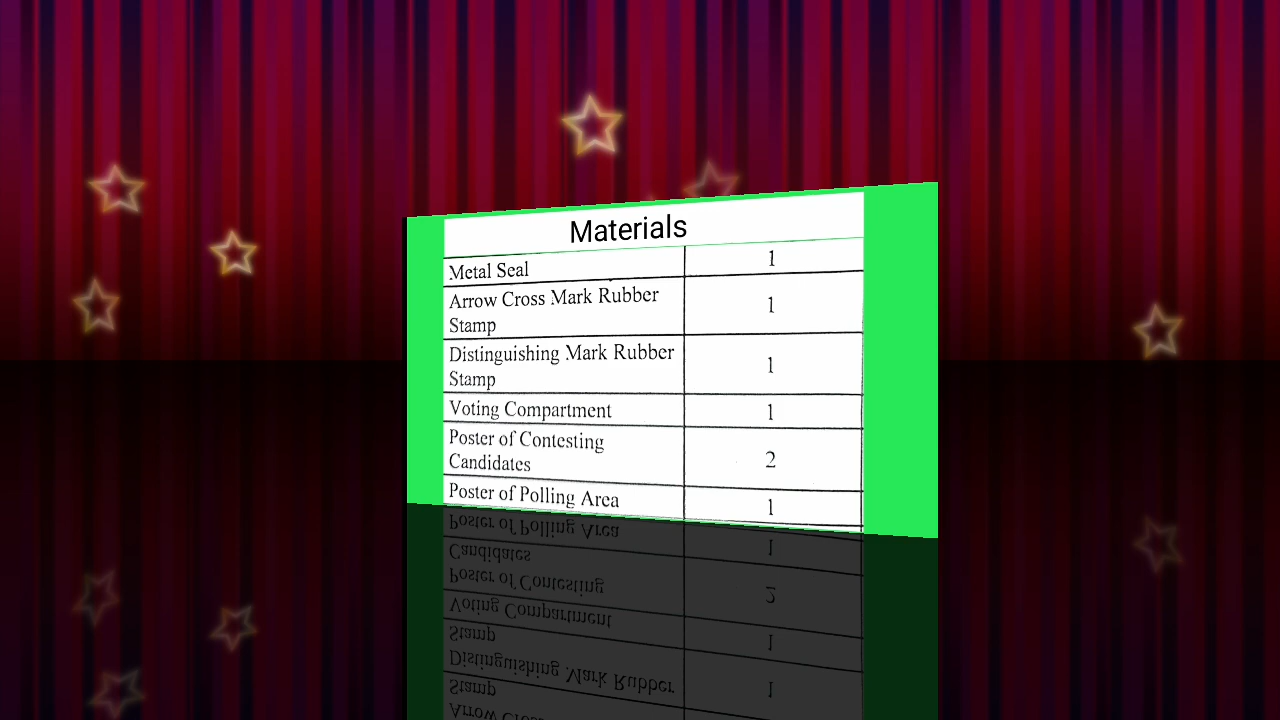 Materials
Metal Seal 1
Arrow Cross Mark Rubber
Stamp 1
Distinguishing Mark Rubber
Stamp 1
Voting Compartment 1
Poster of Contesting
Candidates 2
Poster of Polling Area 1